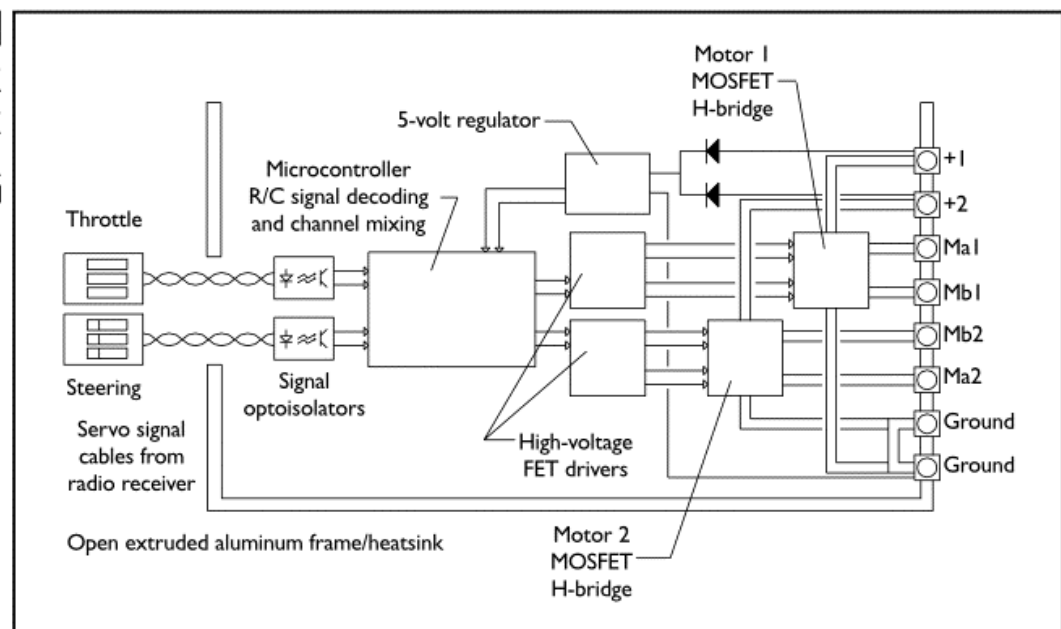 Motor 1
MOSFET
H-bridge
5-volt regulator
Microcontroller
R/C signal decoding
and channel mixing
Throttle
Steering
Servo signal
cables from
radio receiver
Signal
optoisolators
High-voltage
FET drivers
Motor 2
MOSFET
H-bridge
Open extruded aluminum frame/heatsink
+1
+2
Ma1
Mb1
Mb2
Ma2
Ground
Ground